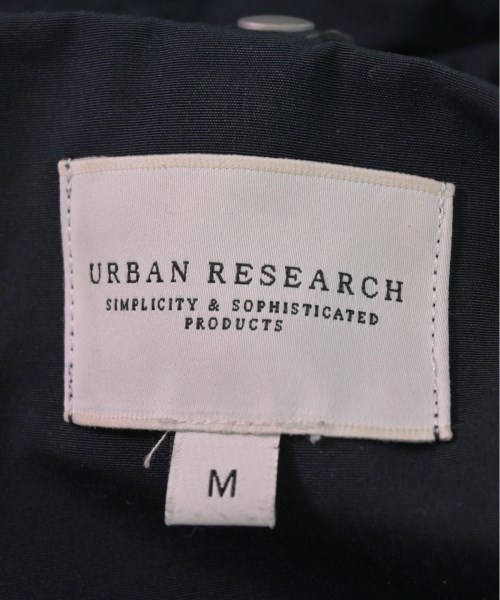 URBAN RESEARCH
SIMPLICITY & SOPHISTICATED
PRODUCTS
M